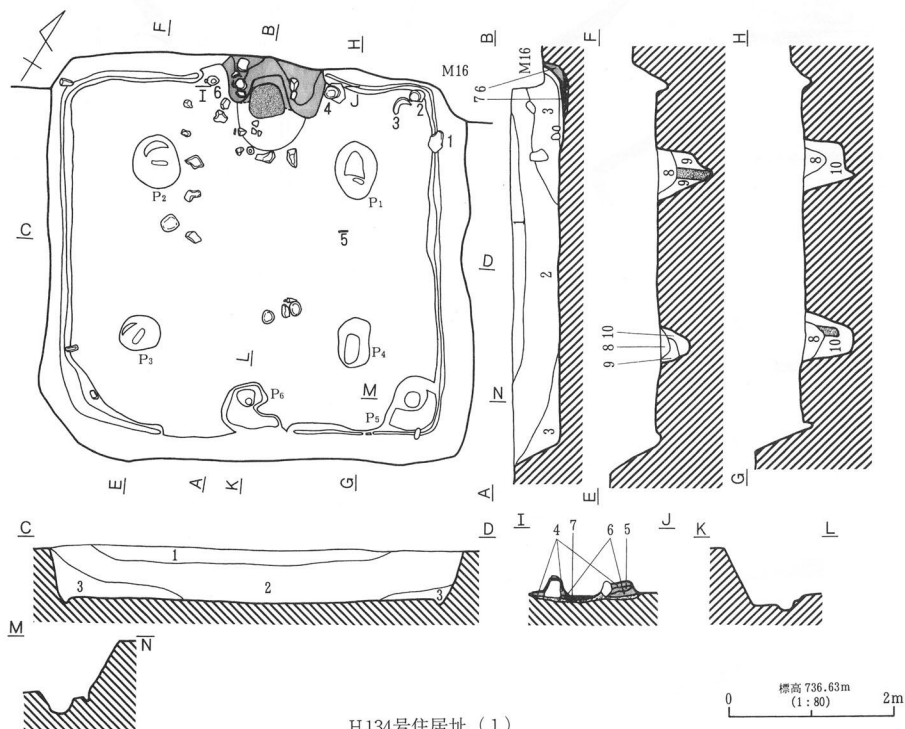 F B H
M16
I 6 4 J 2
3
1
P2
P1
C 5 D
P3
P4
L
P6
M N
P5
E A K G
B M16 F H
6
7
3
1
2
3
A E G
8 9
9
10
8
9
8
10
8
10
C D
1
2
3 3
I 4 7 6 5 J
K L
M N
標高 736.63m
(1：80)
0 2m
H134号住居址（1）